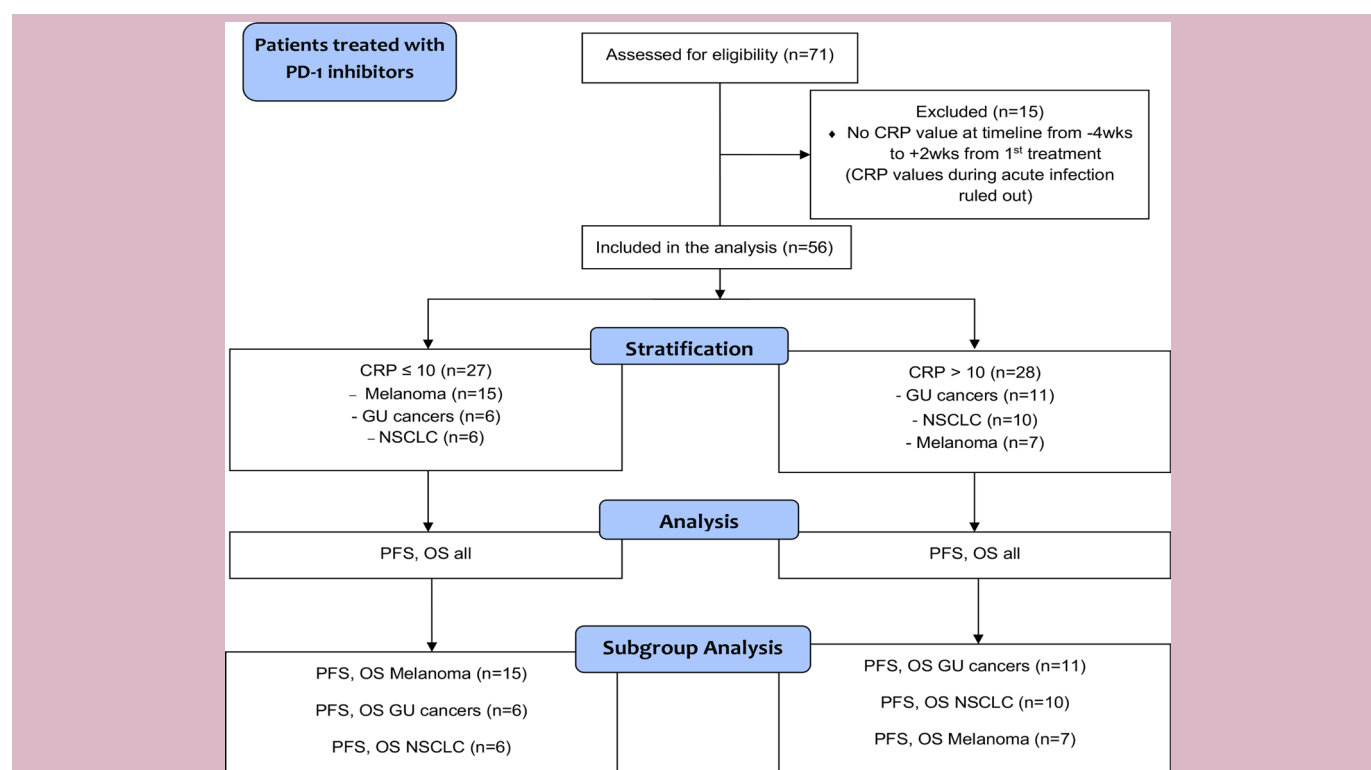 Patients treated with
PD-1 inhibitors
Assessed for eligibility (n=71)
Excluded (n=15)
♦ No CRP value at timeline from -4wks
to +2wks from 1st treatment
(CRP values during acute infection
ruled out)
Included in the analysis (n=56)
Stratification
CRP ≤ 10 (n=27)
– Melanoma (n=15)
- GU cancers (n=6)
– NSCLC (n=6)
CRP > 10 (n=28)
- GU cancers (n=11)
- NSCLC (n=10)
- Melanoma (n=7)
Analysis
PFS, OS all
PFS, OS all
Subgroup Analysis
PFS, OS Melanoma (n=15)
PFS, OS GU cancers (n=6)
PFS, OS NSCLC (n=6)
PFS, OS GU cancers (n=11)
PFS, OS NSCLC (n=10)
PFS, OS Melanoma (n=7)